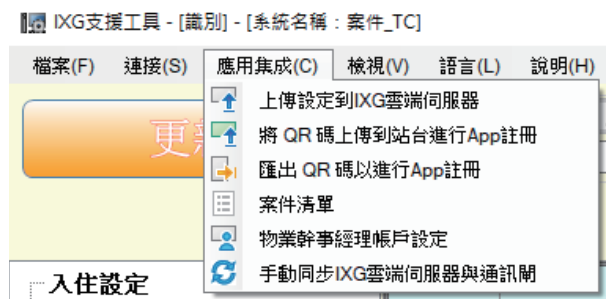 IXG支援工具 - [識別] - [系統名稱：案件_TC]
檔案(F) 連接(S) 應用集成(C) 檢視(V) 語言(L) 說明(H)
更
上傳設定到IXG雲端伺服器
將 QR 碼上傳到站台進行App註冊
匯出 QR 碼以進行App註冊
案件清單
物業幹事經理帳戶設定
手動同步IXG雲端伺服器與通訊閘
入住設定